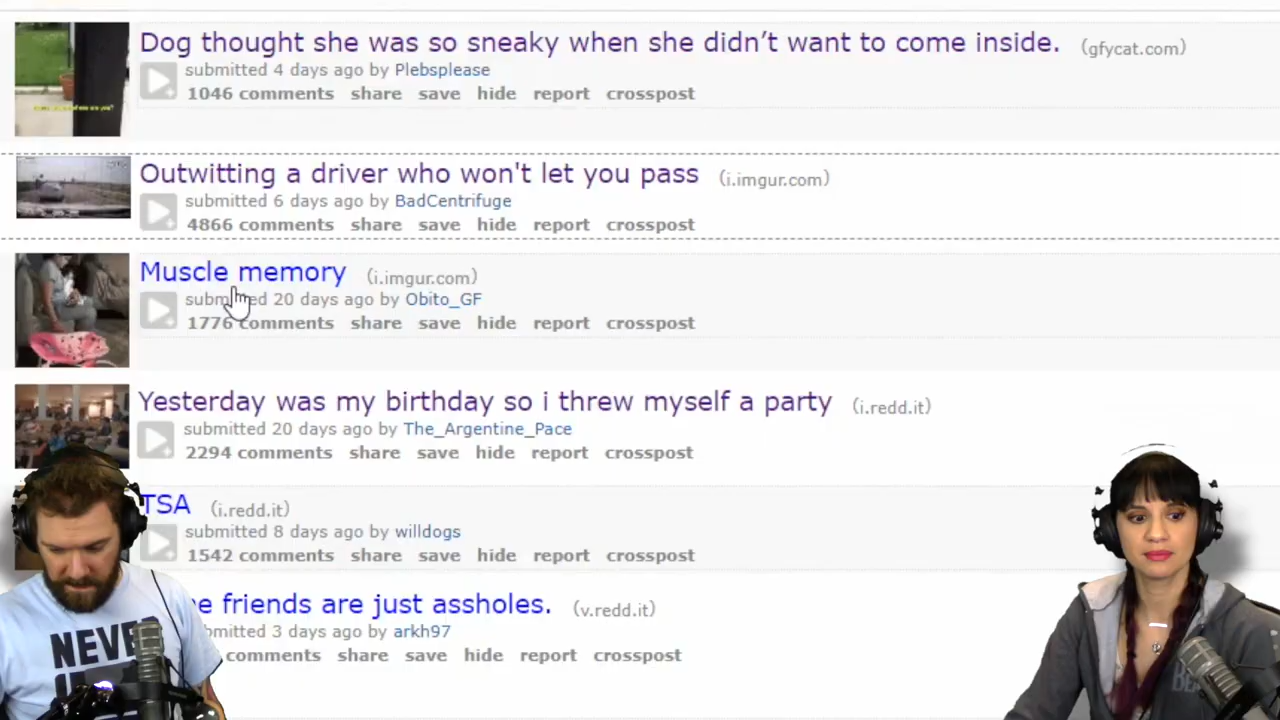 Dog thought she was so sneaky when she didn’t want to come inside. (gfycat.com)
submitted 4 days ago by Plebsplease
1046 comments share save hide report crosspost
Outwitting a driver who won't let you pass (i.imgur.com)
submitted 6 days ago by BadCentrifuge
4866 comments share save hide report crosspost
Muscle memory (i.imgur.com)
submitted 20 days ago by Obito_GF
1776 comments share save hide report crosspost
Yesterday was my birthday so i threw myself a party (i.redd.it)
submitted 20 days ago by The_Argentine_Pace
2294 comments share save hide report crosspost
TSA (i.redd.it)
submitted 8 days ago by willdogs
1542 comments share save hide report crosspost
friends are just assholes. (v.redd.it)
bmitted 3 days ago by arkh97
comments share save hide report crosspost
NEVER